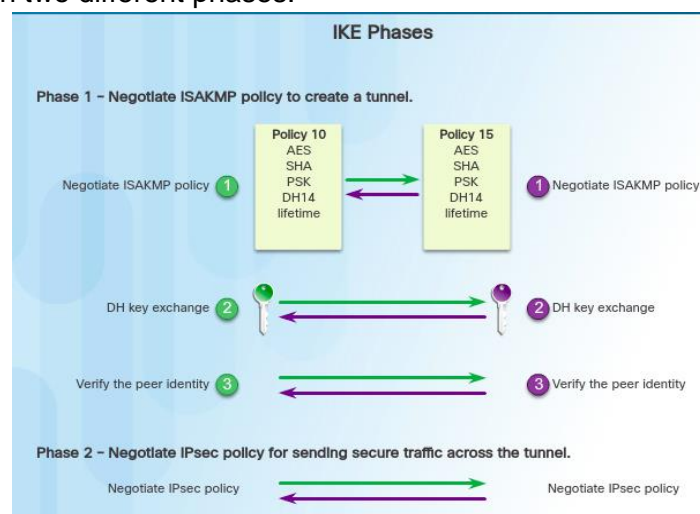 two different phases.
IKE Phases
Phase 1 – Negotiate ISAKMP policy to create a tunnel.
Policy 10
AES
SHA
PSK
DH14
lifetime
Policy 15
AES
SHA
PSK
DH14
lifetime
Negotiate ISAKMP policy 1
1 Negotiate ISAKMP policy
DH key exchange 2
2 DH key exchange
Verify the peer identity 3
3 Verify the peer identity
Phase 2 – Negotiate IPsec policy for sending secure traffic across the tunnel.
Negotiate IPsec policy
Negotiate IPsec policy